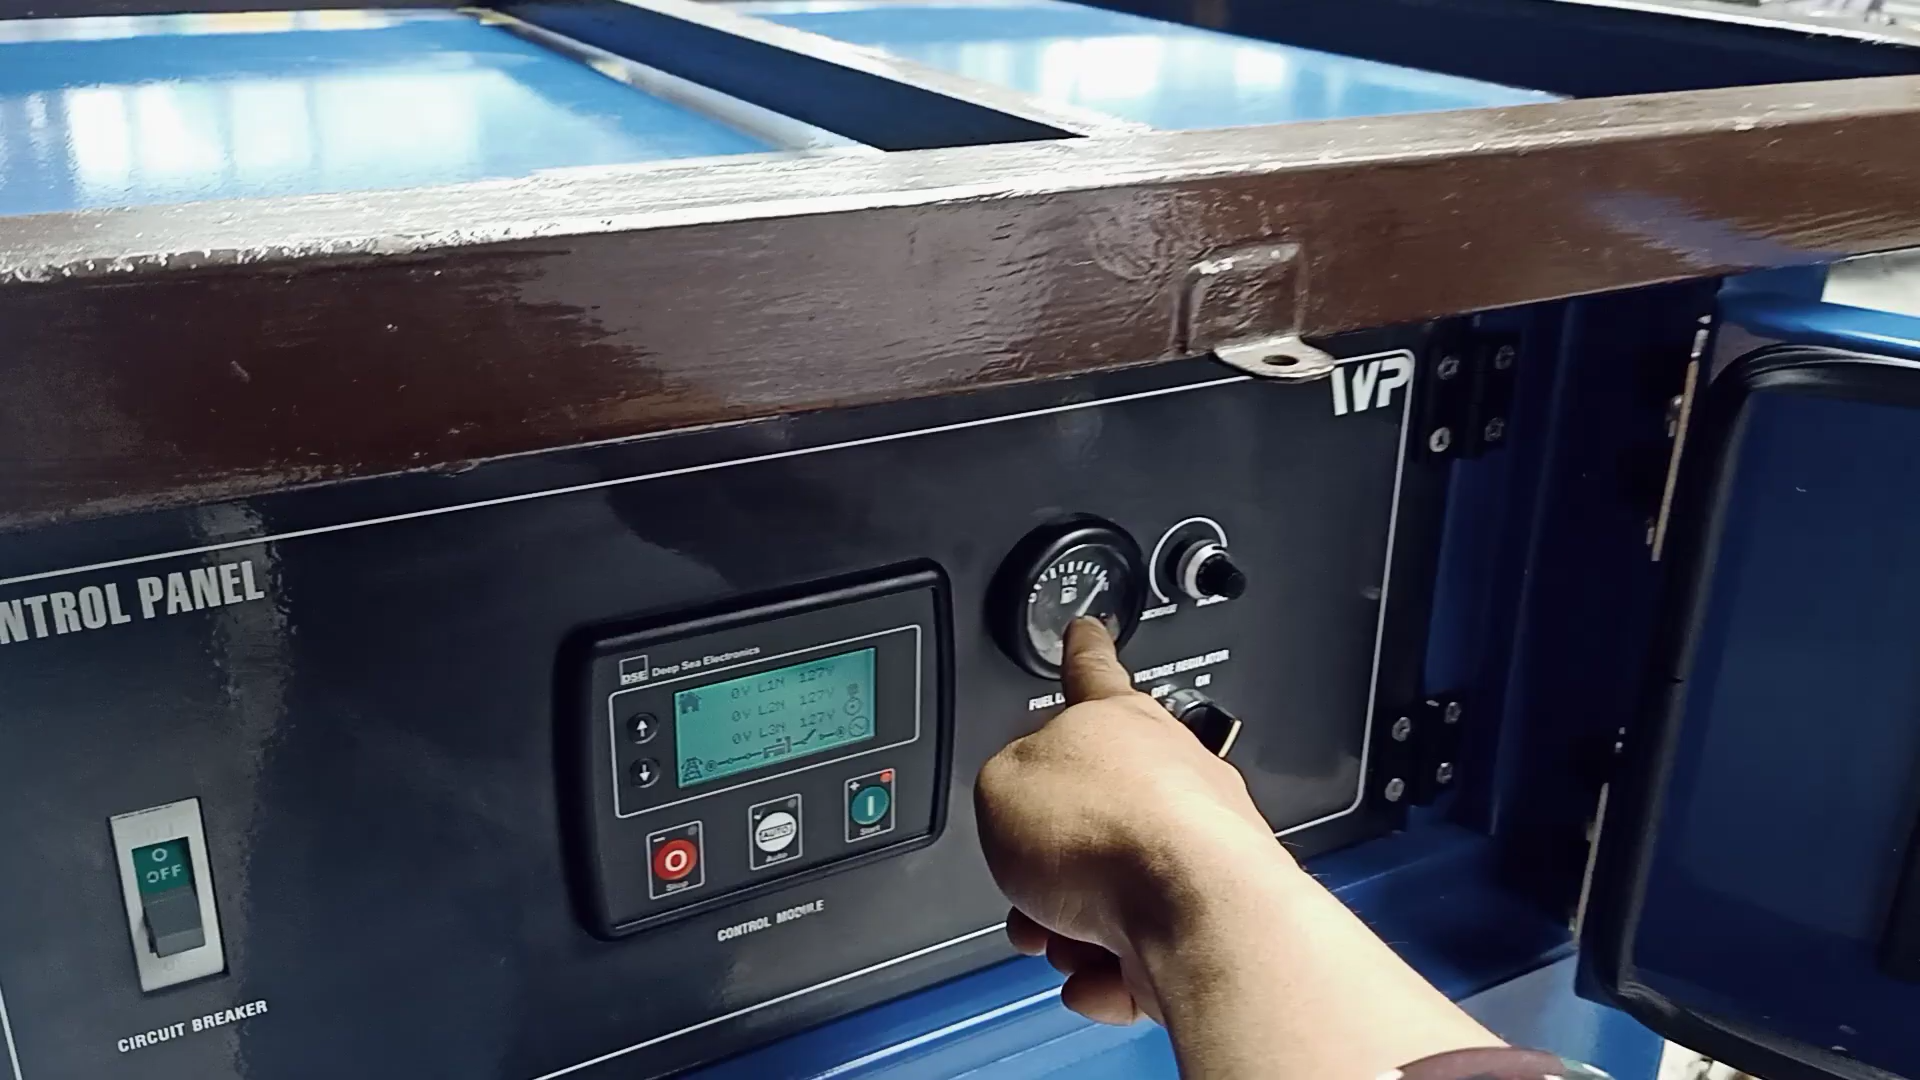 NTROL PANEL
WP
1/2
DSE Deep Sea Electronics
0V L1N 127V
0V L2N 127V
0V L3N 127V
Stop
AUTO
Auto
Start
CONTROL MODULE
FUEL
VOLTAGE REGULATOR
OFF ON
OFF
CIRCUIT BREAKER